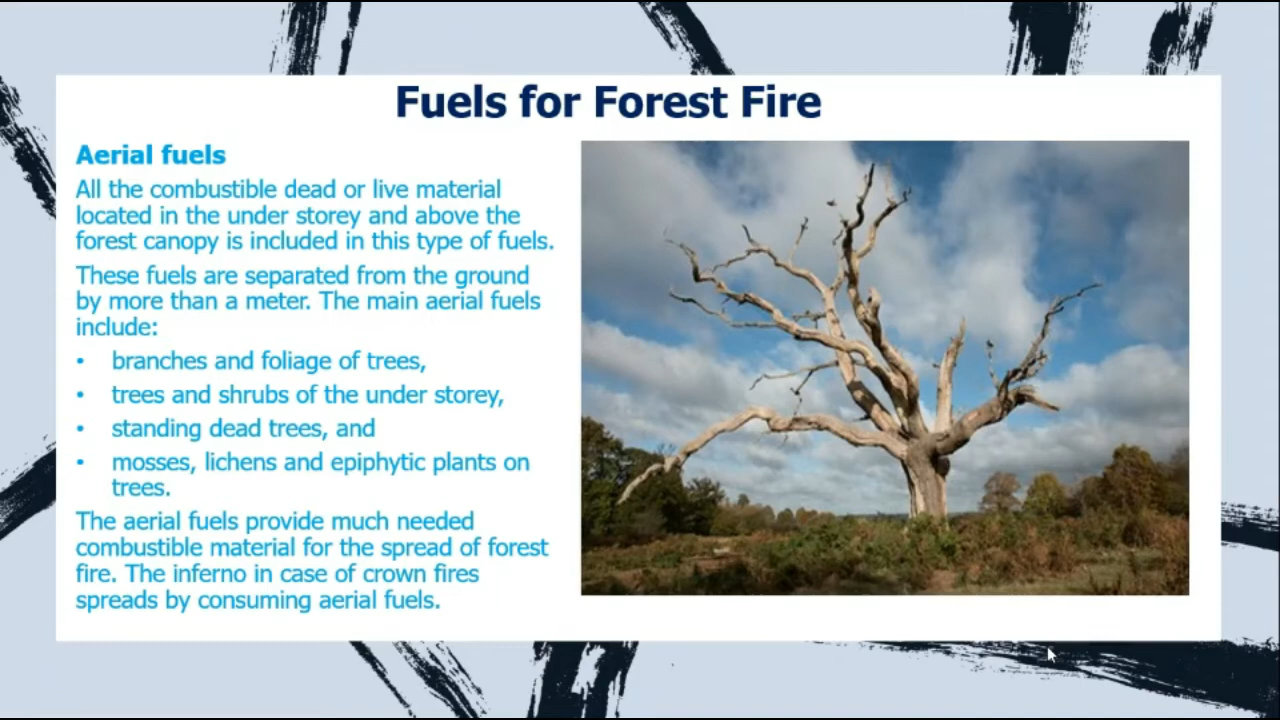 Fuels for Forest Fire
Aerial fuels
All the combustible dead or live material
located in the under storey and above the
forest canopy is included in this type of fuels.
These fuels are separated from the ground
by more than a meter. The main aerial fuels
include:
• branches and foliage of trees,
• trees and shrubs of the under storey,
• standing dead trees, and
• mosses, lichens and epiphytic plants on
trees.
The aerial fuels provide much needed
combustible material for the spread of forest
fire. The inferno in case of crown fires
spreads by consuming aerial fuels.